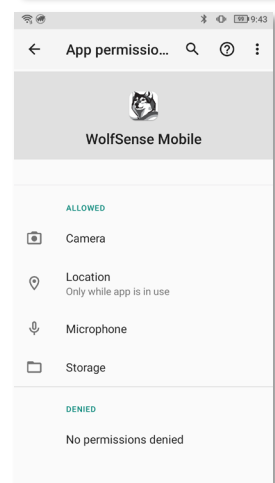 99 9:43
App permissio...
WolfSense Mobile
ALLOWED
Camera
Location
Only while app is in use
Microphone
Storage
DENIED
No permissions denied